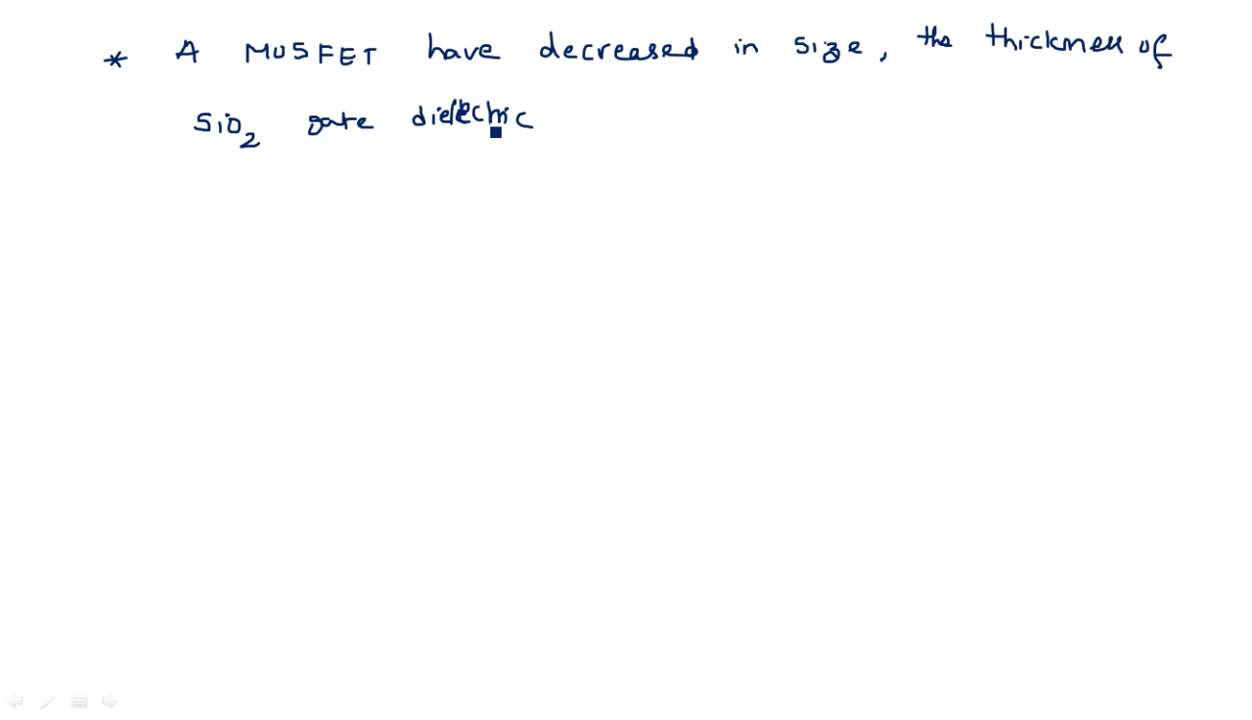 * A MOSFET have decreased in size, the thickness of
SiO2 gate dielectric